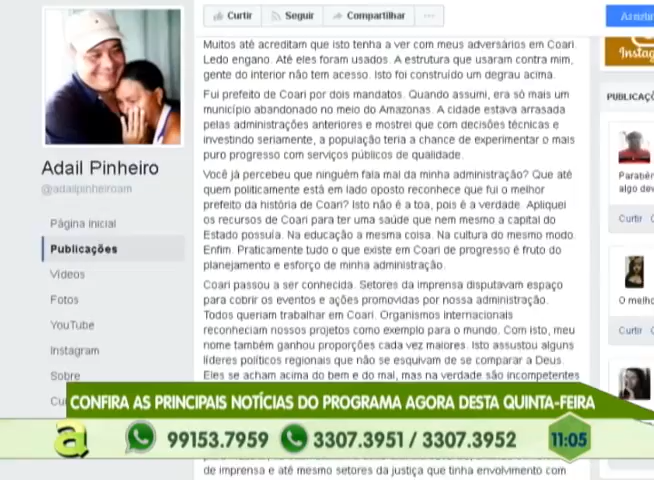 Curtir
Seguir
Compartilhar
Muitos até acreditam que isto tenha a ver com meus adversários em Coari.
Ledo engano. Até eles foram usados. A estrutura que usaram contra mim,
gente do interior não tem acesso. Isto foi construído um degrau acima.
Fui prefeito de Coari por dois mandatos. Quando assumi, era só mais um
município abandonado no meio do Amazonas. A cidade estava arrasada
pelas administrações anteriores e mostrei que com decisões técnicas e
investindo seriamente, a população teria a chance de experimentar o mais
puro progresso com serviços públicos de qualidade.
Você já percebeu que ninguém fala mal da minha administração? Que até
quem politicamente está em lado oposto reconhece que fui o melhor
prefeito da história de Coari? Isto não é a toa, pois é a verdade. Apliquei
os recursos de Coari para ter uma saúde que nem mesmo a capital do
Estado possuía. Na educação a mesma coisa. Na cultura do mesmo modo.
Enfim. Praticamente tudo o que existe em Coari de progresso é fruto do
planejamento e esforço de minha administração.
Coari passou a ser conhecida. Setores da imprensa disputavam espaço
para cobrir os eventos e ações promovidas por nossa administração.
Todos queriam trabalhar em Coari. Organismos internacionais
reconheciam nossos projetos como exemplo para o mundo. Com isto, meu
nome também ganhou proporções cada vez maiores. Isto assustou alguns
líderes políticos regionais que não se esquivam de se comparar a Deus.
Eles se acham acima do bem e do mal, mas na verdade são incompetentes
de imprensa e até mesmo setores da justiça que tinha envolvimento com
Adail Pinheiro
@adailpinheiroam
Página inicial
Publicações
Vídeos
Fotos
YouTube
Instagram
Sobre
Instag
PUBLICAÇÕ
Parabén
algo dev
Curtir
O melho
Curtir
CONFIRA AS PRINCIPAIS NOTÍCIAS DO PROGRAMA AGORA DESTA QUINTA-FEIRA
a 99153.7959 3307.3951 / 3307.3952 11:05